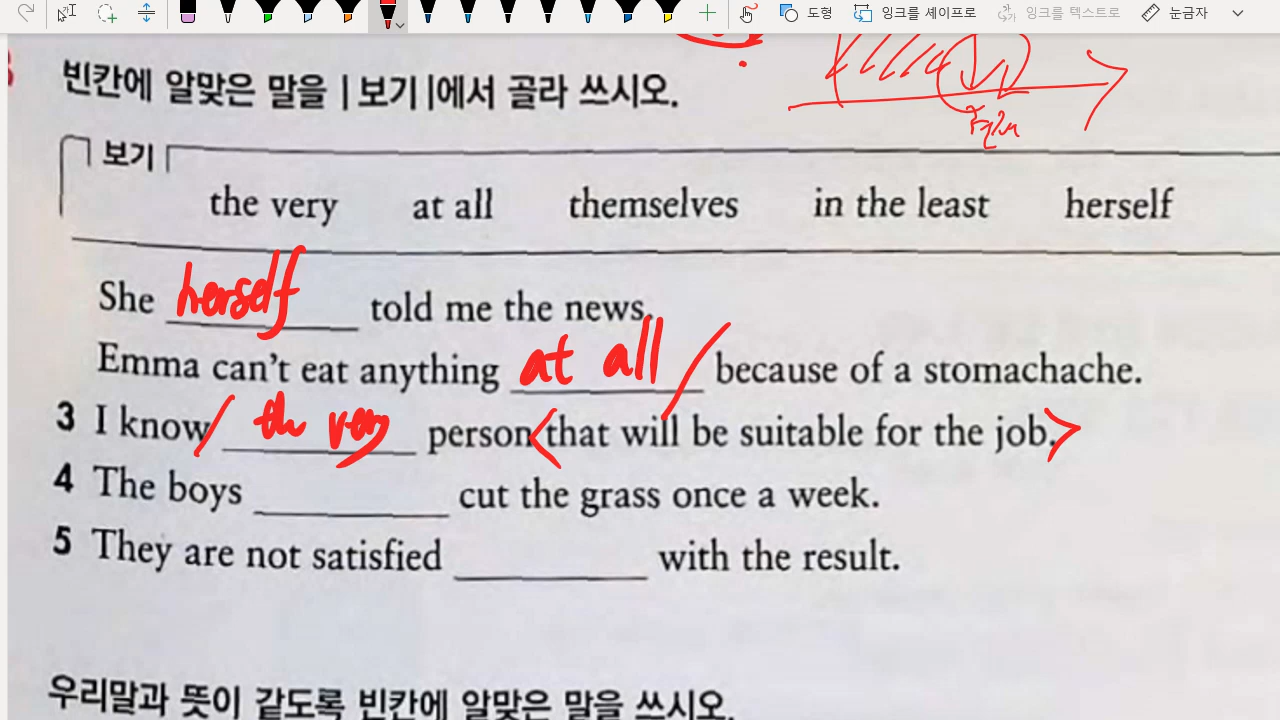 도형 잉크를 셰이프로 잉크를 텍스트로 눈금자
빈칸에 알맞은 말을 |보기|에서 골라 쓰시오.
보기
the very at all themselves in the least herself
She herself told me the news.
Emma can't eat anything at all because of a stomachache.
3 I know the very person that will be suitable for the job.
4 The boys cut the grass once a week.
5 They are not satisfied with the result.
우리말과 뜻이 같도록 빈칸에 알맞은 말을 쓰시오.